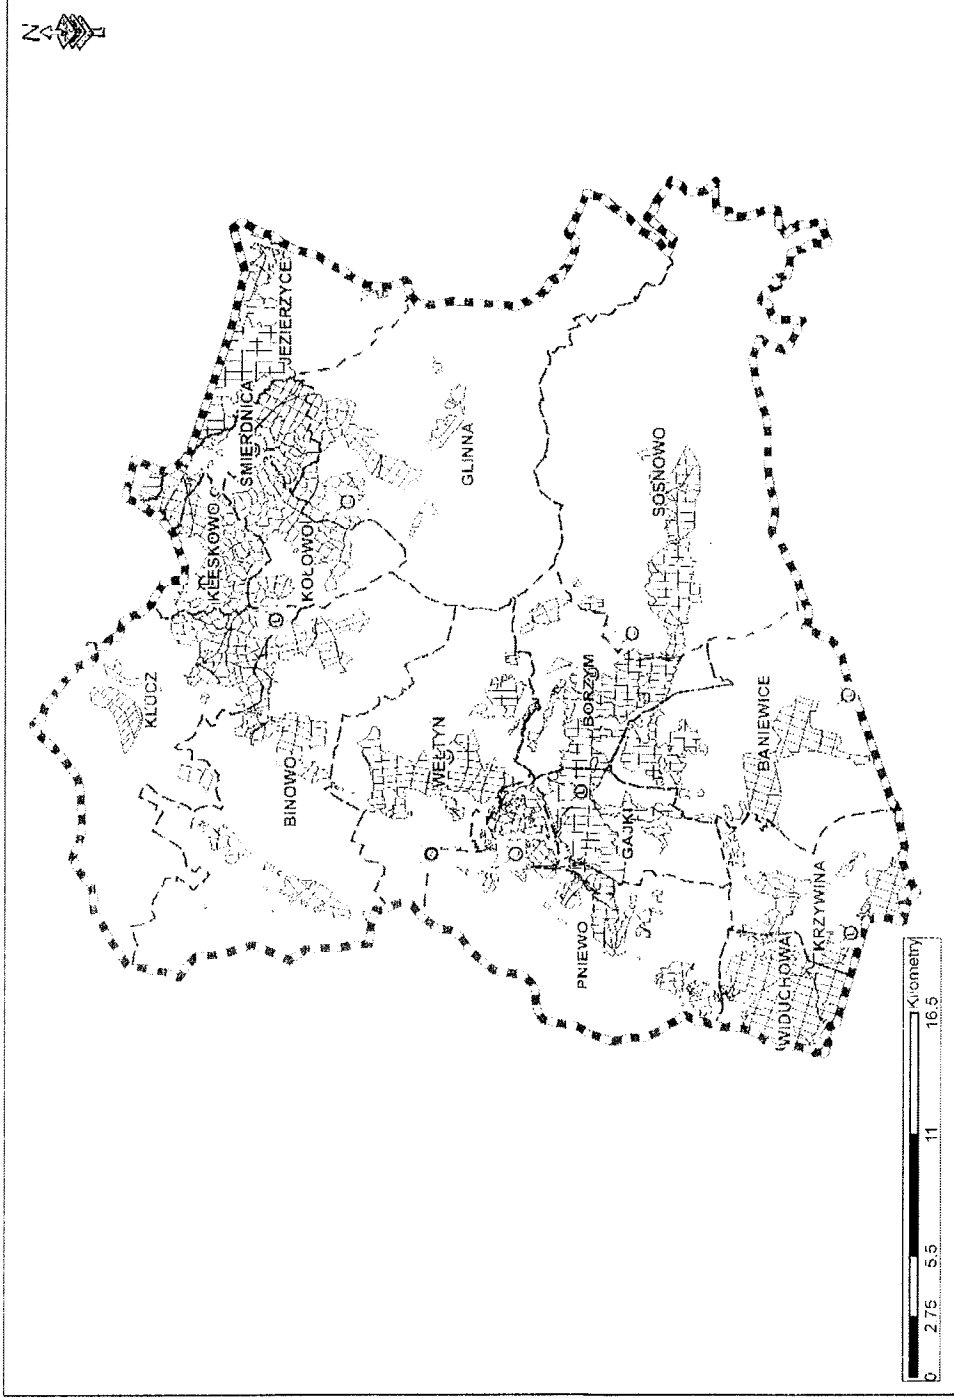 N
KLUCZ
KŁĘSKOWO
ŚMIERDNICA
JEZIERZYCE
KOŁOWO
BINOWO
GLINNA
WEŁTYN
BORZYM
SOSNOWO
GAJKI
PNIEWO
BANIEWICE
KRZYWINA
WIDUCHOWA
0 2.75 5.5 11 16.5
Kilometry